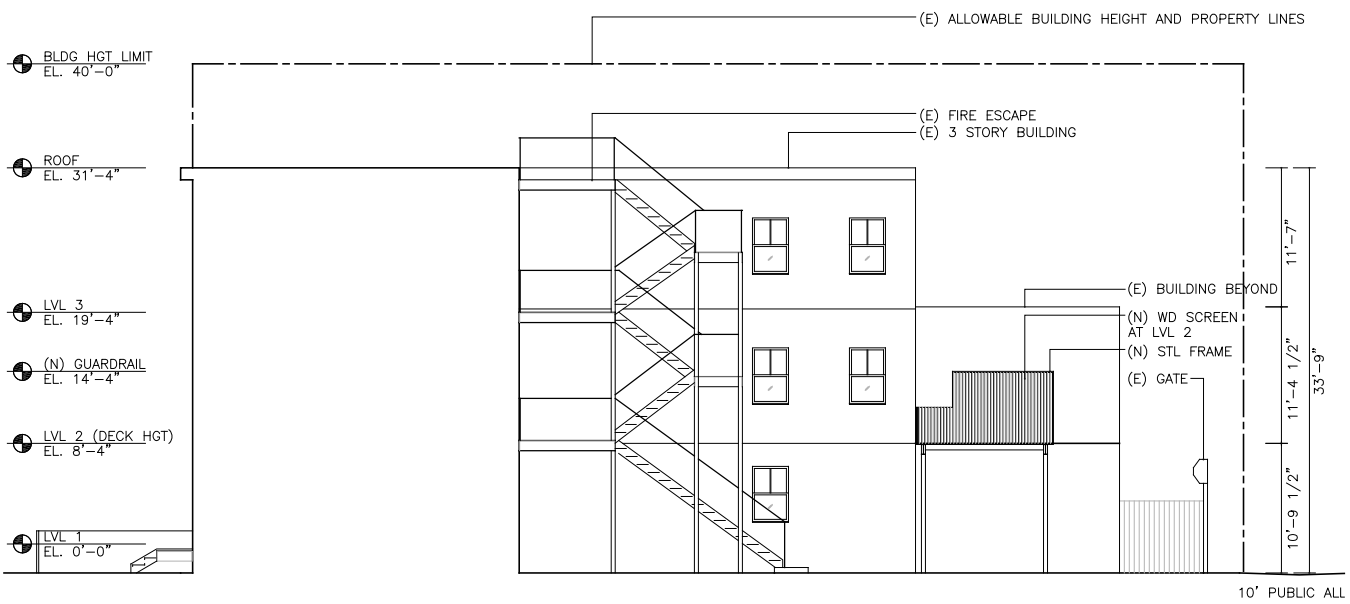 (E) ALLOWABLE BUILDING HEIGHT AND PROPERTY LINES
BLDG HGT LIMIT
EL. 40'-0"
(E) FIRE ESCAPE
(E) 3 STORY BUILDING
ROOF
EL. 31'-4"
11'-7"
(E) BUILDING BEYOND
LVL 3
EL. 19'-4"
(N) WD SCREEN
AT LVL 2
(N) STL FRAME
(N) GUARDRAIL
EL. 14'-4"
(E) GATE
11'-4 1/2"
33'-9"
LVL 2 (DECK HGT)
EL. 8'-4"
10'-9 1/2"
LVL 1
EL. 0'-0"
10' PUBLIC ALL